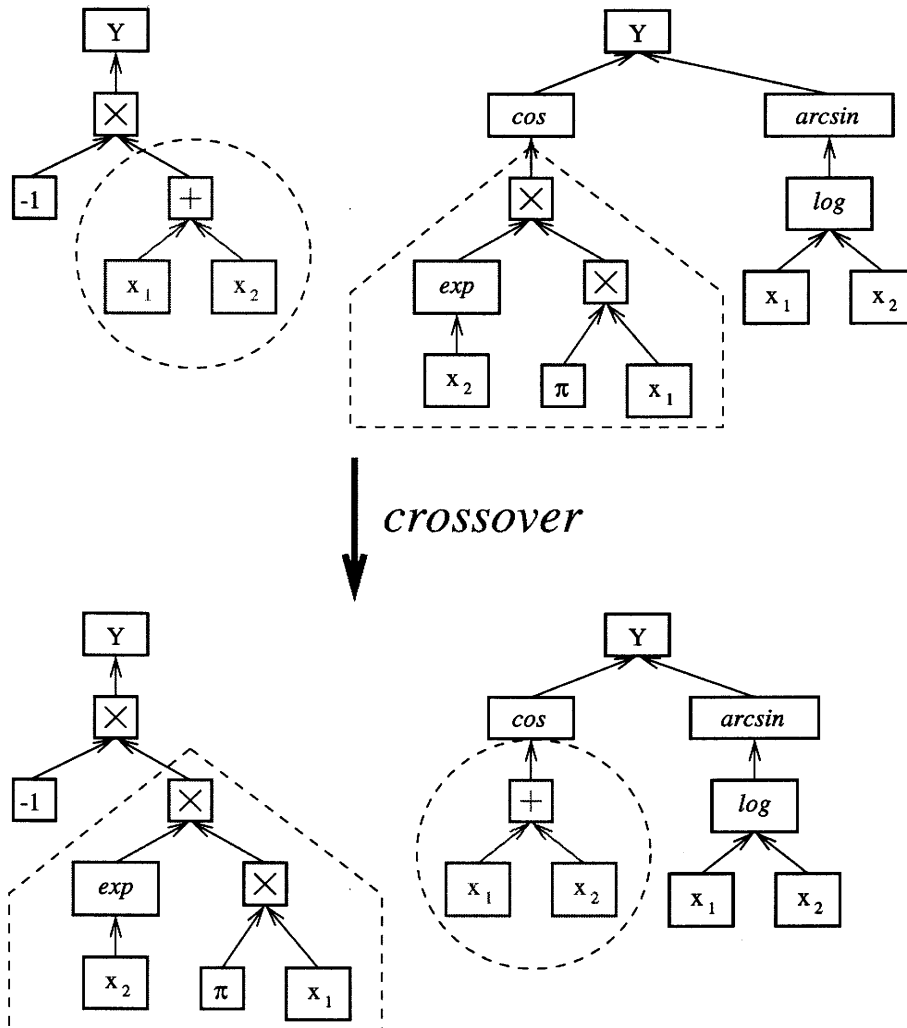 Y Y
× cos arcsin
-1 + × log
x₁ x₂ exp × x₁ x₂
x₂ π x₁
crossover
Y Y
× cos arcsin
-1 × + log
exp × x₁ x₂ x₁ x₂
x₂ π x₁